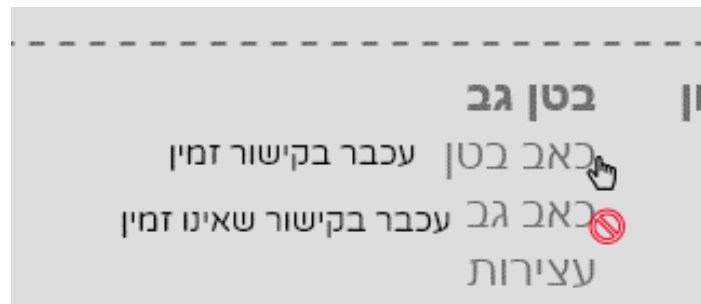 בטן גב
כאב בטן עכבר בקישור זמין
כאב גב עכבר בקישור שאינו זמין
עצירות